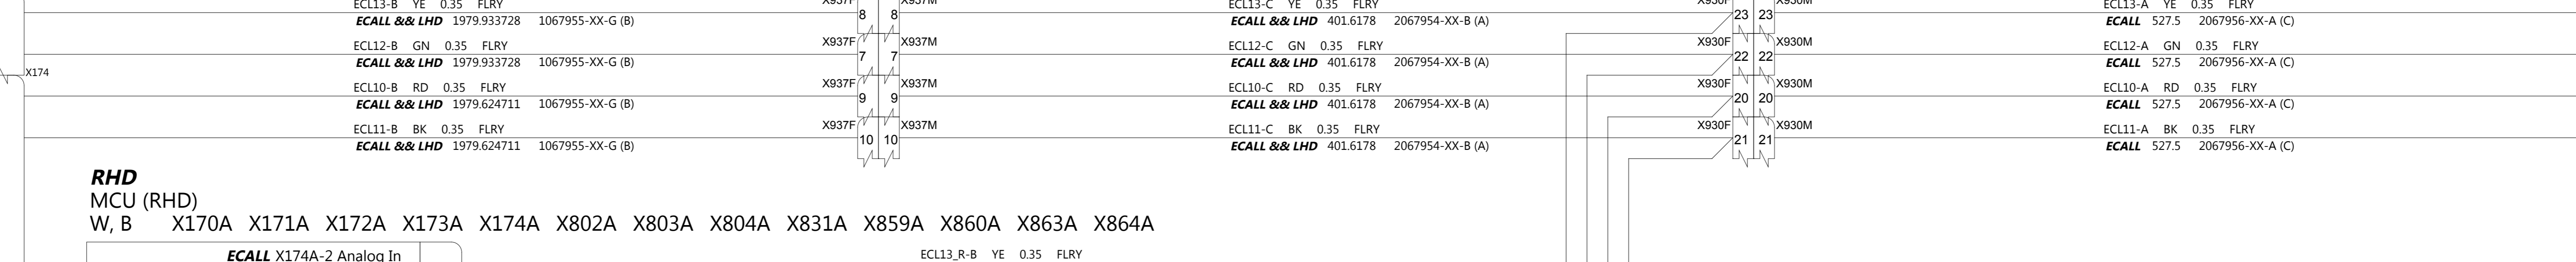 ECL13-B YE 0.35 FLRY X937F X937M ECL13-C YE 0.35 FLRY X930F X930M ECL13-A YE 0.35 FLRY
8 8 23 23
ECALL && LHD 1979.933728 1067955-XX-G (B) ECALL && LHD 401.6178 2067954-XX-B (A) ECALL 527.5 2067956-XX-A (C)
ECL12-B GN 0.35 FLRY X937F X937M ECL12-C GN 0.35 FLRY X930F X930M ECL12-A GN 0.35 FLRY
7 7 22 22
ECALL && LHD 1979.933728 1067955-XX-G (B) ECALL && LHD 401.6178 2067954-XX-B (A) ECALL 527.5 2067956-XX-A (C)
X174
ECL10-B RD 0.35 FLRY X937F X937M ECL10-C RD 0.35 FLRY X930F X930M ECL10-A RD 0.35 FLRY
9 9 20 20
ECALL && LHD 1979.624711 1067955-XX-G (B) ECALL && LHD 401.6178 2067954-XX-B (A) ECALL 527.5 2067956-XX-A (C)
ECL11-B BK 0.35 FLRY X937F X937M ECL11-C BK 0.35 FLRY X930F X930M ECL11-A BK 0.35 FLRY
10 10 21 21
ECALL && LHD 1979.624711 1067955-XX-G (B) ECALL && LHD 401.6178 2067954-XX-B (A) ECALL 527.5 2067956-XX-A (C)
RHD
MCU (RHD)
W, B X170A X171A X172A X173A X174A X802A X803A X804A X831A X859A X860A X863A X864A
ECALL X174A-2 Analog In ECL13_R-B YE 0.35 FLRY